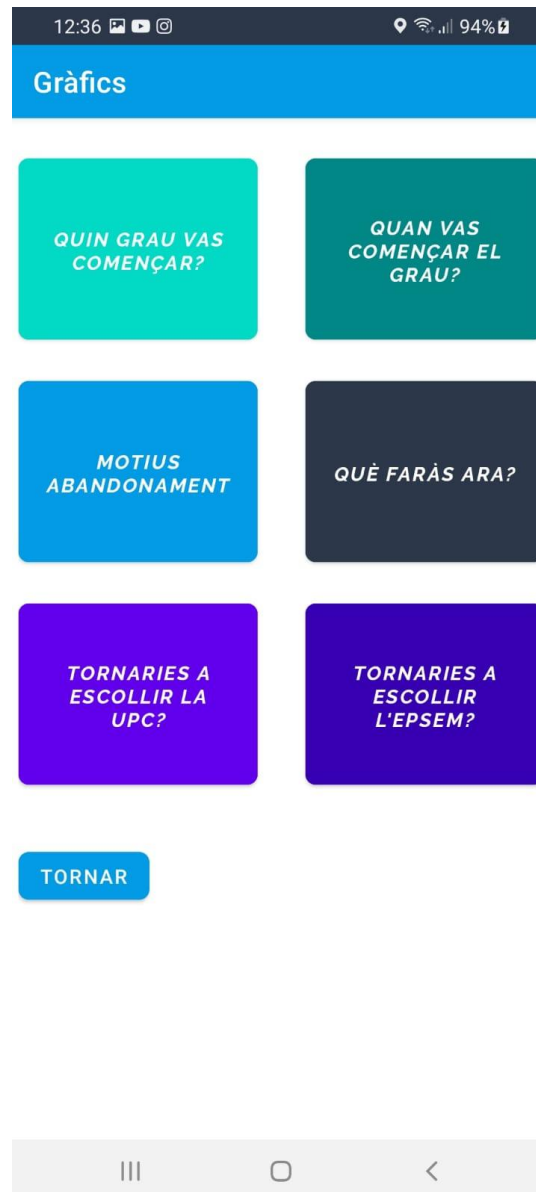 12:36 94%
Gràfics
QUIN GRAU VAS
COMENÇAR?
QUAN VAS
COMENÇAR EL
GRAU?
MOTIUS
ABANDONAMENT
QUÈ FARÀS ARA?
TORNARIES A
ESCOLLIR LA
UPC?
TORNARIES A
ESCOLLIR
L'EPSEM?
TORNAR